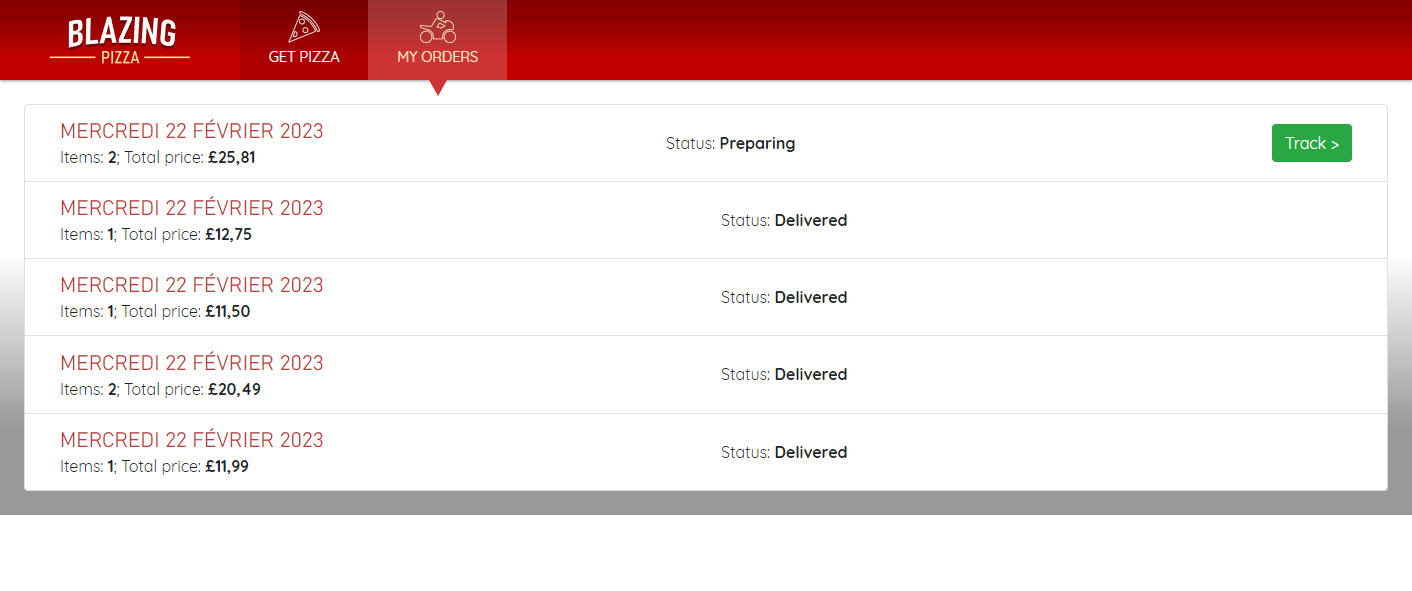 BLAZING
PIZZA
GET PIZZA
MY ORDERS
MERCREDI 22 FÉVRIER 2023
Items: 2; Total price: £25,81
Status: Preparing
Track >
MERCREDI 22 FÉVRIER 2023
Items: 1; Total price: £12,75
Status: Delivered
MERCREDI 22 FÉVRIER 2023
Items: 1; Total price: £11,50
Status: Delivered
MERCREDI 22 FÉVRIER 2023
Items: 2; Total price: £20,49
Status: Delivered
MERCREDI 22 FÉVRIER 2023
Items: 1; Total price: £11,99
Status: Delivered